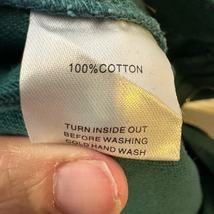 100%COTTON
TURN INSIDE OUT
BEFORE WASHING
COLD HAND WASH